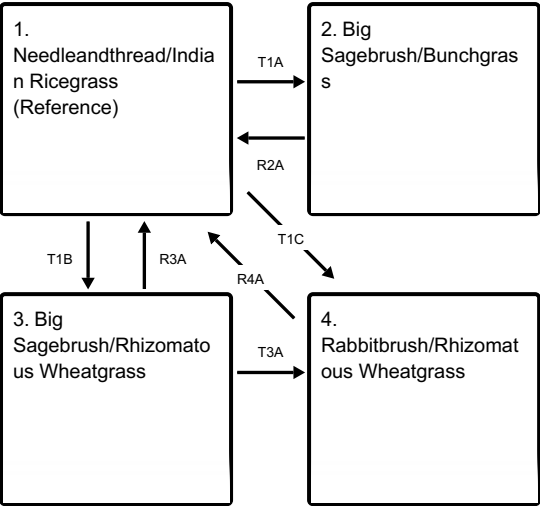 1.
Needleandthread/India
n Ricegrass
(Reference)
T1A
2. Big
Sagebrush/Bunchgras
s
R2A
T1C
T1B
R3A
R4A
3. Big
Sagebrush/Rhizomato
us Wheatgrass
T3A
4.
Rabbitbrush/Rhizomat
ous Wheatgrass